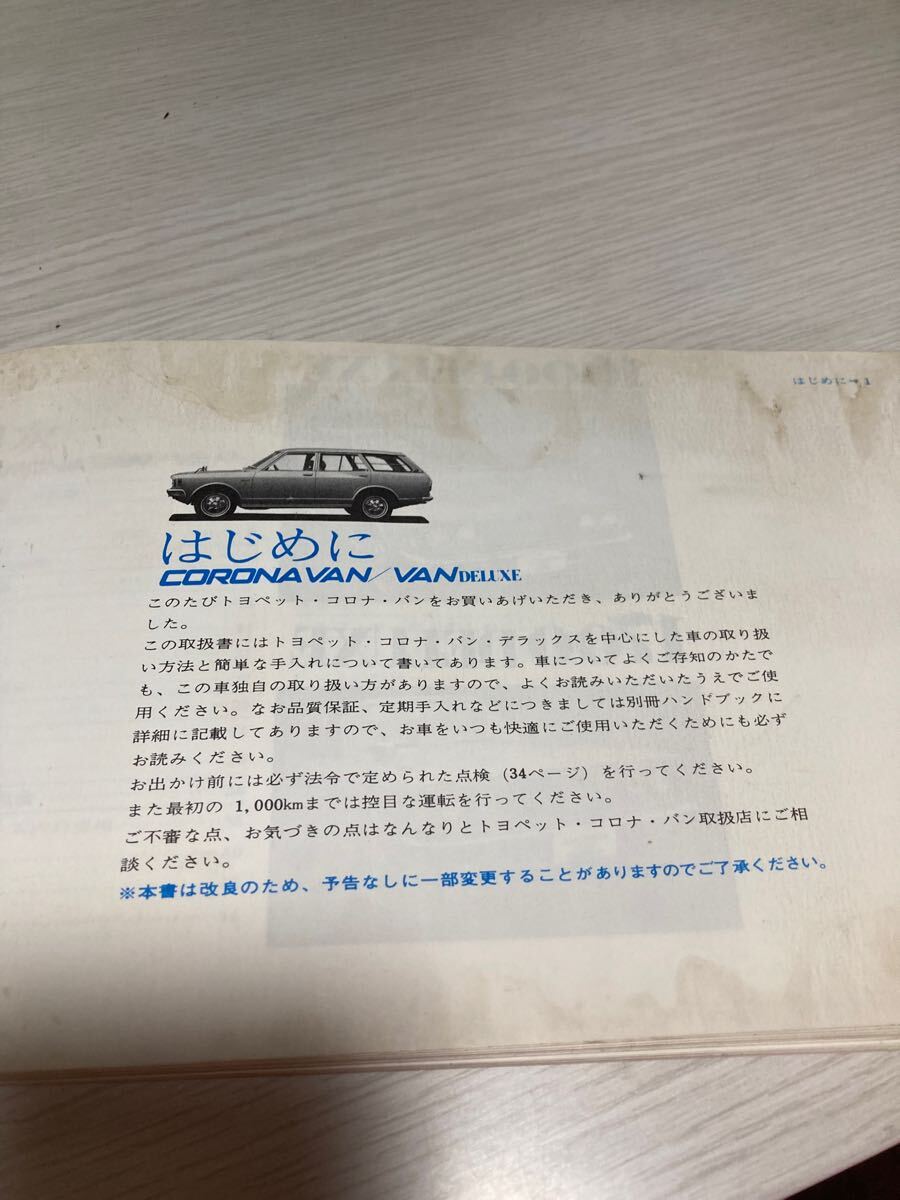 はじめに→1
はじめに
CORONAVAN/VAN DELUXE
このたびトヨペット・コロナ・バンをお買いあげいただき、ありがとうございま
した。
この取扱書にはトヨペット・コロナ・バン・デラックスを中心にした車の取り扱
い方法と簡単な手入れについて書いてあります。車についてよくご存知のかたで
も、この車独自の取り扱い方がありますので、よくお読みいただいたうえでご使
用ください。なお品質保証、定期手入れなどにつきましては別冊ハンドブックに
詳細に記載してありますので、お車をいつも快適にご使用いただくためにも必ず
お読みください。
お出かけ前には必ず法令で定められた点検（34ページ）を行ってください。
また最初の 1,000kmまでは控目な運転を行ってください。
ご不審な点、お気づきの点はなんなりとトヨペット・コロナ・バン取扱店にご相
談ください。
※本書は改良のため、予告なしに一部変更することがありますのでご了承ください。